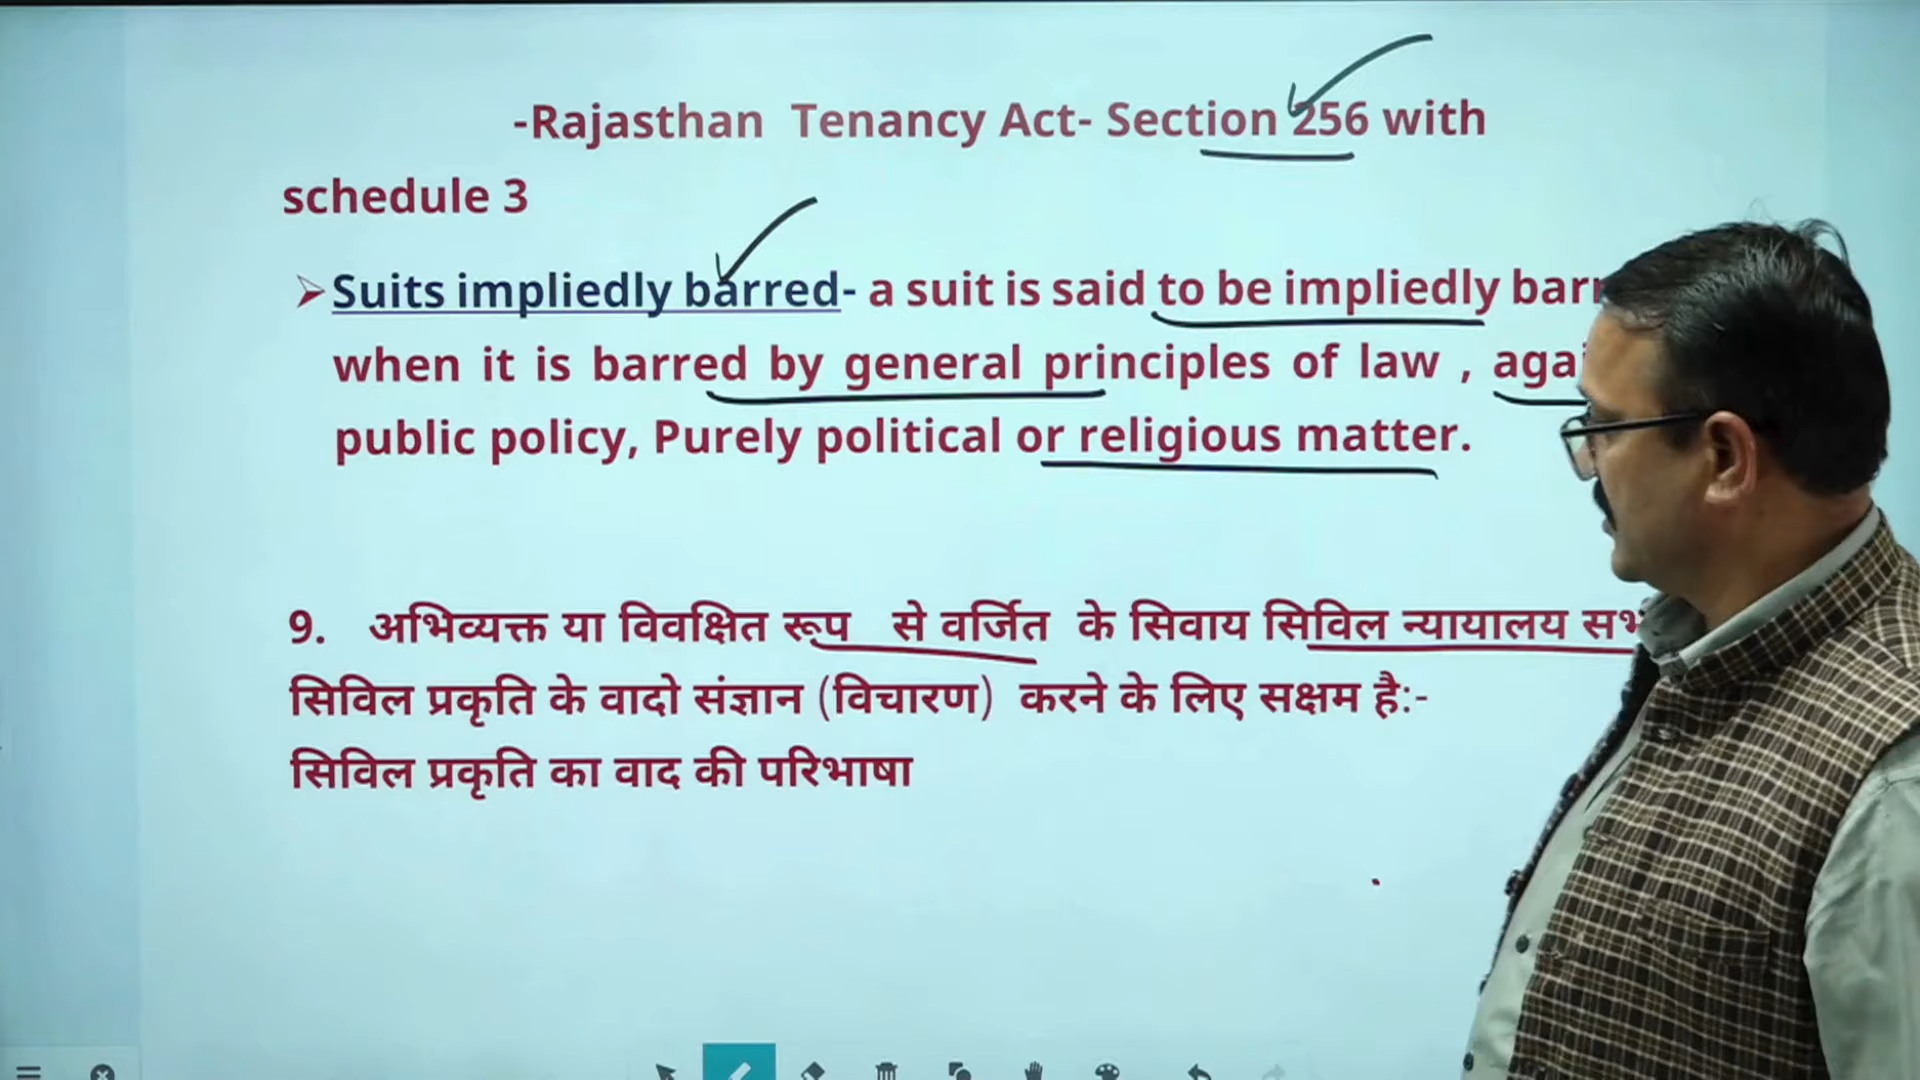 -Rajasthan Tenancy Act- Section 256 with
schedule 3
Suits impliedly barred- a suit is said to be impliedly
when it is barred by general principles of law ,
public policy, Purely political or religious matter.
9. अभिव्यक्त या विवक्षित रूप से वर्जित के सिवाय सिविल न्यायालय
सिविल प्रकृति के वादो संज्ञान (विचारण) करने के लिए सक्षम है:-
सिविल प्रकृति का वाद की परिभाषा